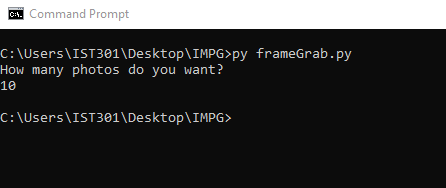 Command Prompt
C:\Users\IST301\Desktop\IMPG>py frameGrab.py
How many photos do you want?
10
C:\Users\IST301\Desktop\IMPG>